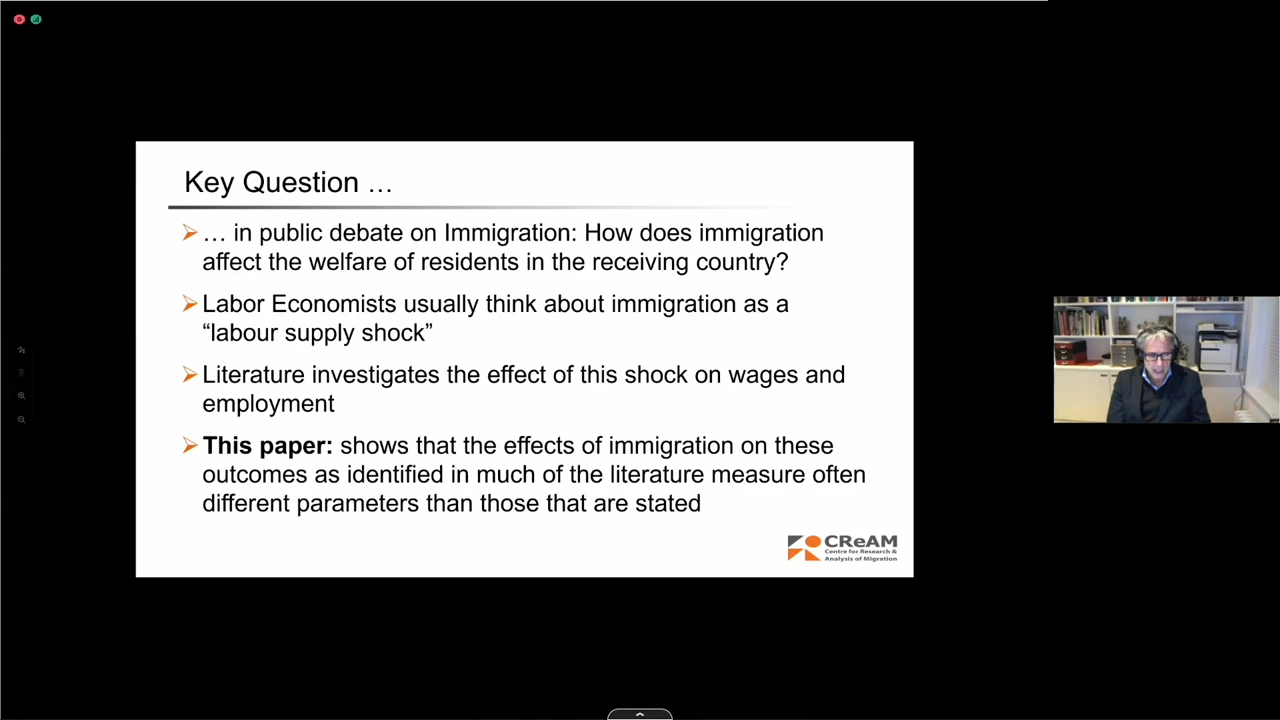 Key Question …
… in public debate on Immigration: How does immigration
affect the welfare of residents in the receiving country?
Labor Economists usually think about immigration as a
“labour supply shock”
Literature investigates the effect of this shock on wages and
employment
This paper: shows that the effects of immigration on these
outcomes as identified in much of the literature measure often
different parameters than those that are stated
CReAM
Centre for Research &
Analysis of Migration